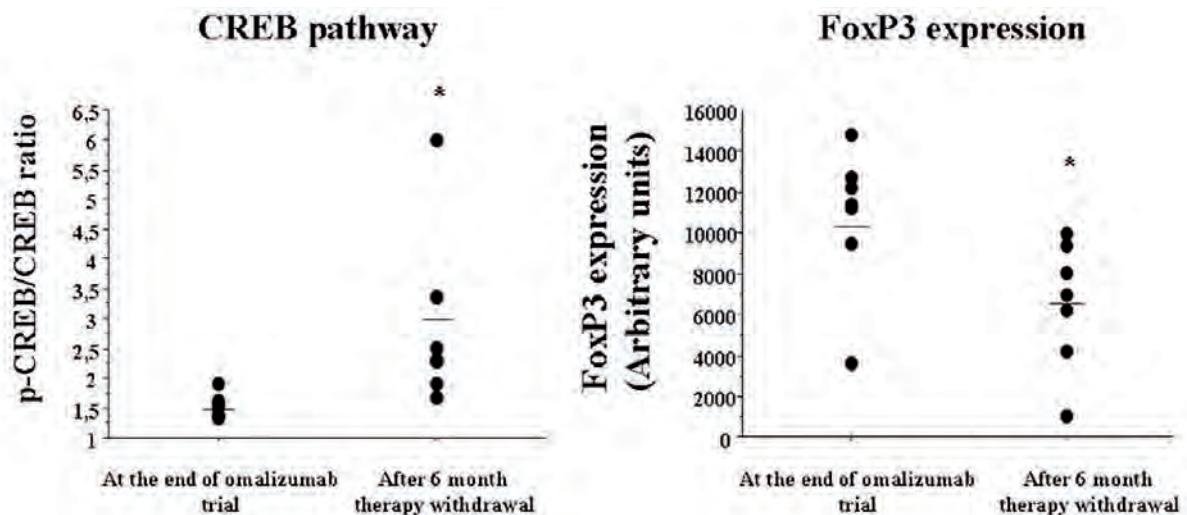 CREB pathway
*
p-CREB/CREB ratio
6,5
6
5,5
5
4,5
4
3,5
3
2,5
2
1,5
1
At the end of omalizumab
trial
After 6 month
therapy withdrawal
FoxP3 expression
*
FoxP3 expression
(Arbitrary units)
16000
14000
12000
10000
8000
6000
4000
2000
0
At the end of omalizumab
trial
After 6 month
therapy withdrawal